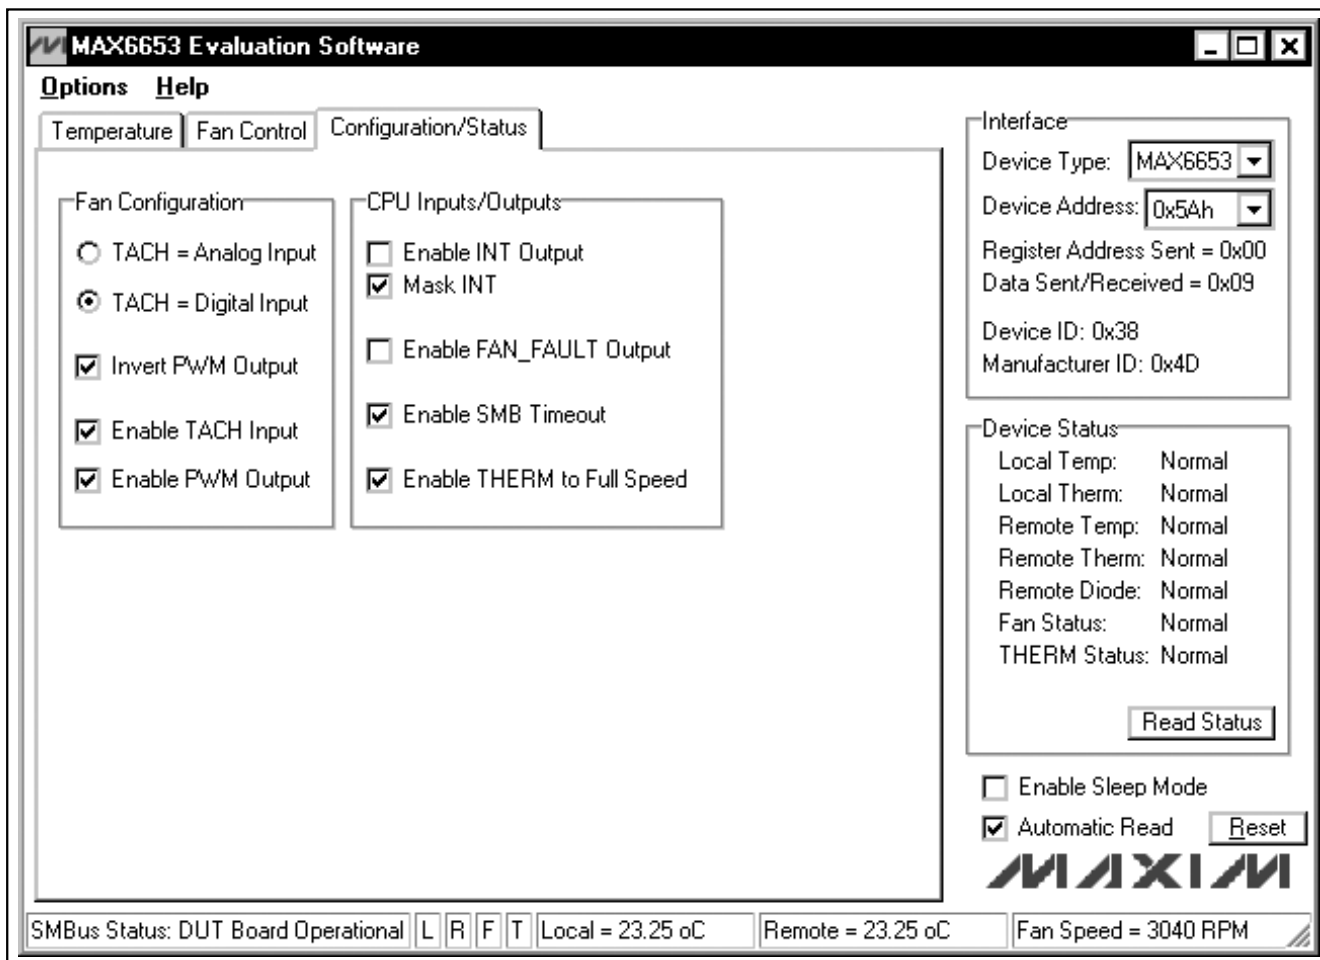 MAX6653 Evaluation Software
Options Help
Temperature Fan Control Configuration/Status
Fan Configuration
TACH = Analog Input
TACH = Digital Input
Invert PWM Output
Enable TACH Input
Enable PWM Output
CPU Inputs/Outputs
Enable INT Output
Mask INT
Enable FAN_FAULT Output
Enable SMB Timeout
Enable THERM to Full Speed
Interface
Device Type: MAX6653
Device Address: 0x5Ah
Register Address Sent = 0x00
Data Sent/Received = 0x09
Device ID: 0x38
Manufacturer ID: 0x4D
Device Status
Local Temp: Normal
Local Therm: Normal
Remote Temp: Normal
Remote Therm: Normal
Remote Diode: Normal
Fan Status: Normal
THERM Status: Normal
Read Status
Enable Sleep Mode
Automatic Read Reset
MAXIM
SMBus Status: DUT Board Operational L R F T Local = 23.25 oC Remote = 23.25 oC Fan Speed = 3040 RPM